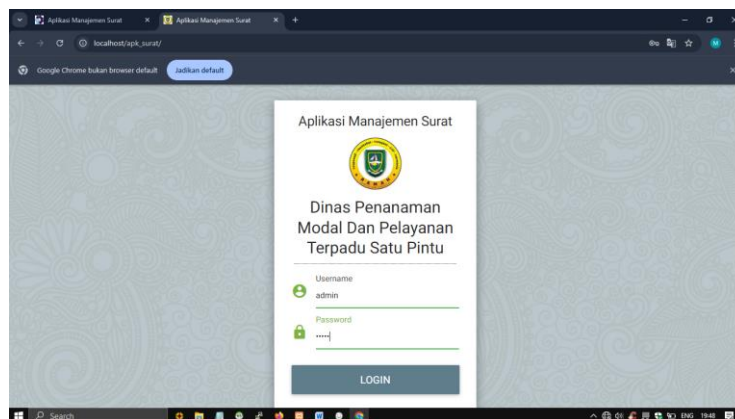 Aplikasi Manajemen Surat
Aplikasi Manajemen Surat
localhost/apk_surat/
Google Chrome bukan browser default
Jadikan default
Aplikasi Manajemen Surat
Dinas Penanaman
Modal Dan Pelayanan
Terpadu Satu Pintu
Username
admin
Password
LOGIN
Search
ENG 19:48